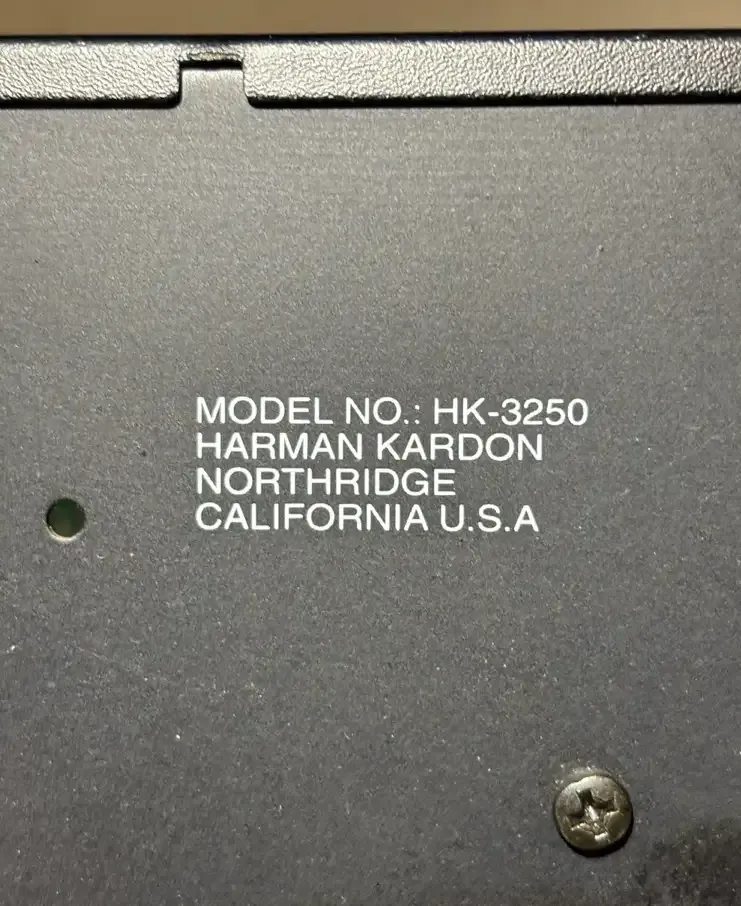 MODEL NO.: HK-3250
HARMAN KARDON
NORTHRIDGE
CALIFORNIA U.S.A